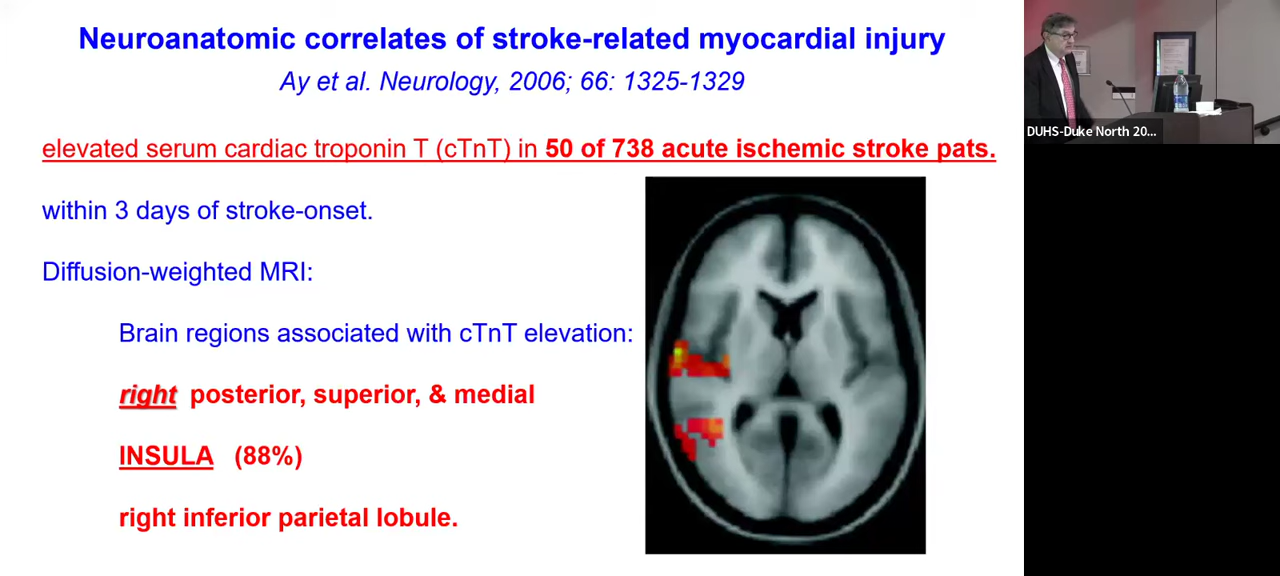 Neuroanatomic correlates of stroke-related myocardial injury
Ay et al. Neurology, 2006; 66: 1325-1329
elevated serum cardiac troponin T (cTnT) in 50 of 738 acute ischemic stroke pats.
within 3 days of stroke-onset.
Diffusion-weighted MRI:
Brain regions associated with cTnT elevation:
right posterior, superior, & medial
INSULA (88%)
right inferior parietal lobule.
DUHS-Duke North 20...